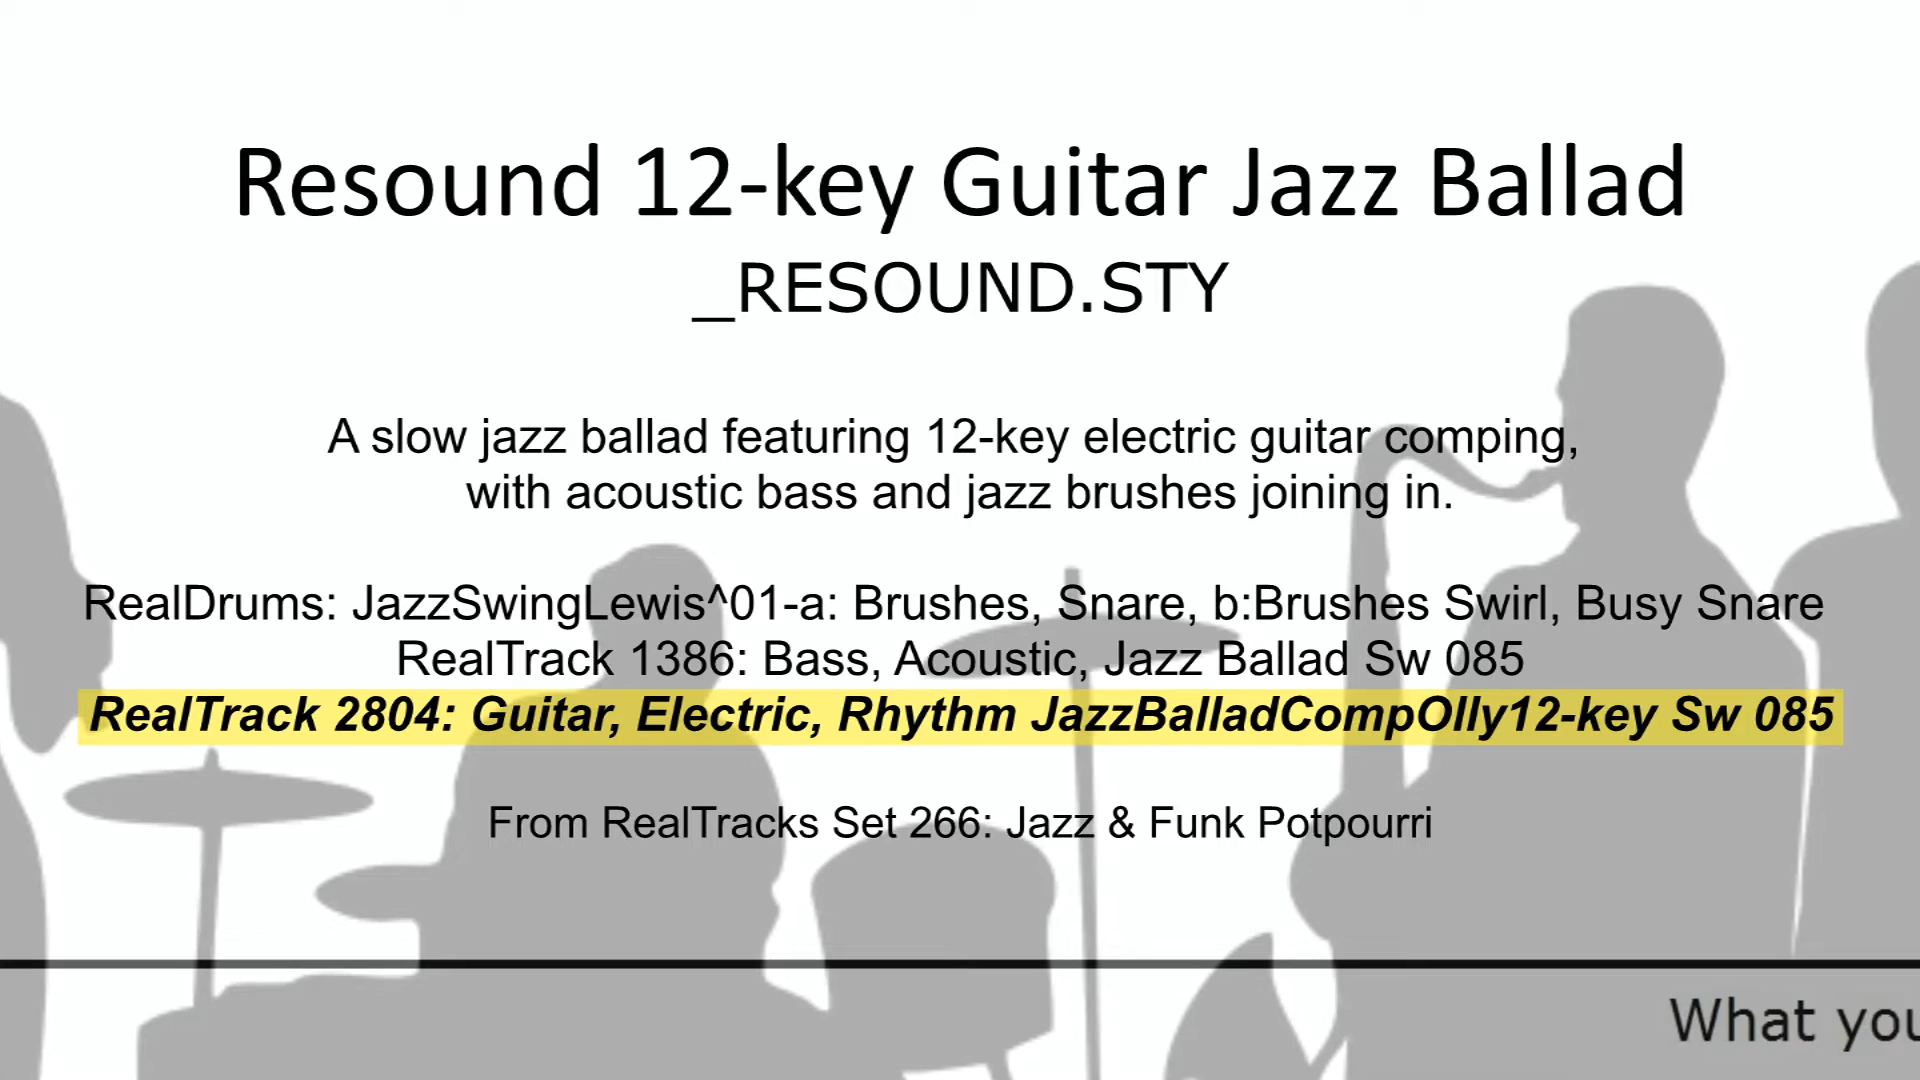 Resound 12-key Guitar Jazz Ballad
_RESOUND.STY
A slow jazz ballad featuring 12-key electric guitar comping,
with acoustic bass and jazz brushes joining in.
RealDrums: JazzSwingLewis^01-a: Brushes, Snare, b:Brushes Swirl, Busy Snare
RealTrack 1386: Bass, Acoustic, Jazz Ballad Sw 085
RealTrack 2804: Guitar, Electric, Rhythm JazzBalladCompOlly12-key Sw 085
From RealTracks Set 266: Jazz & Funk Potpourri
What you